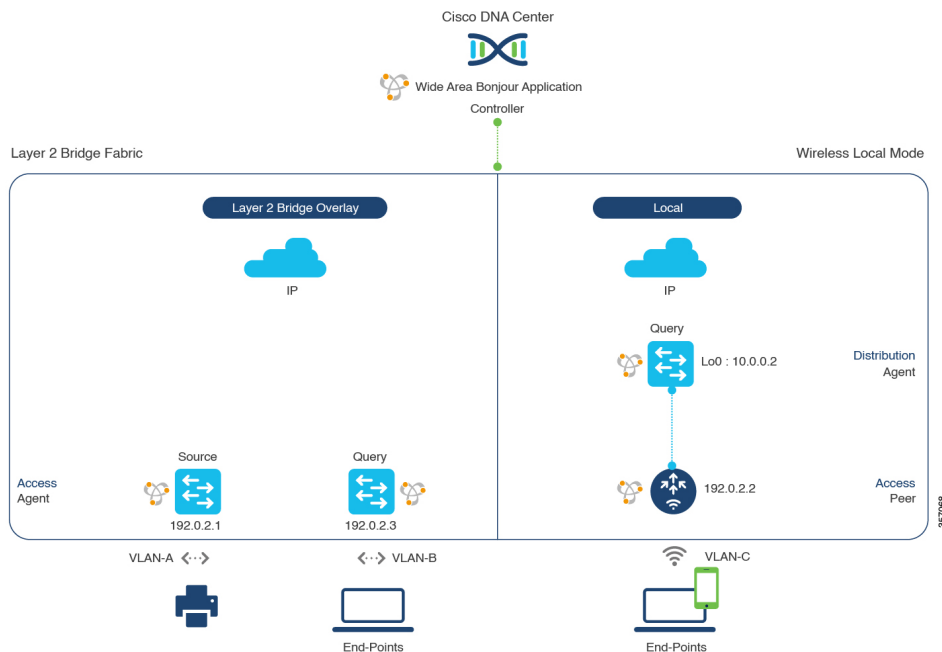 Cisco DNA Center
Wide Area Bonjour Application
Controller
Layer 2 Bridge Fabric
Wireless Local Mode
Layer 2 Bridge Overlay
Local
IP
IP
Query
Lo0 : 10.0.0.2
Distribution
Agent
Source
Query
Access
Agent
192.0.2.1
192.0.2.3
192.0.2.2
Access
Peer
357068
VLAN-A
VLAN-B
VLAN-C
End-Points
End-Points